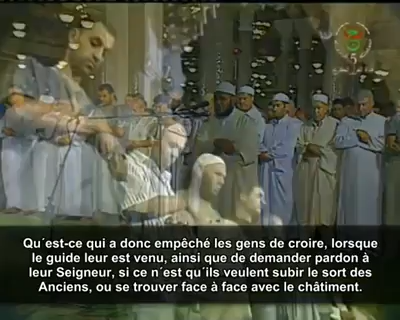 Qu´est-ce qui a donc empêché les gens de croire, lorsque
le guide leur est venu, ainsi que de demander pardon à
leur Seigneur, si ce n´est qu´ils veulent subir le sort des
Anciens, ou se trouver face à face avec le châtiment.
5